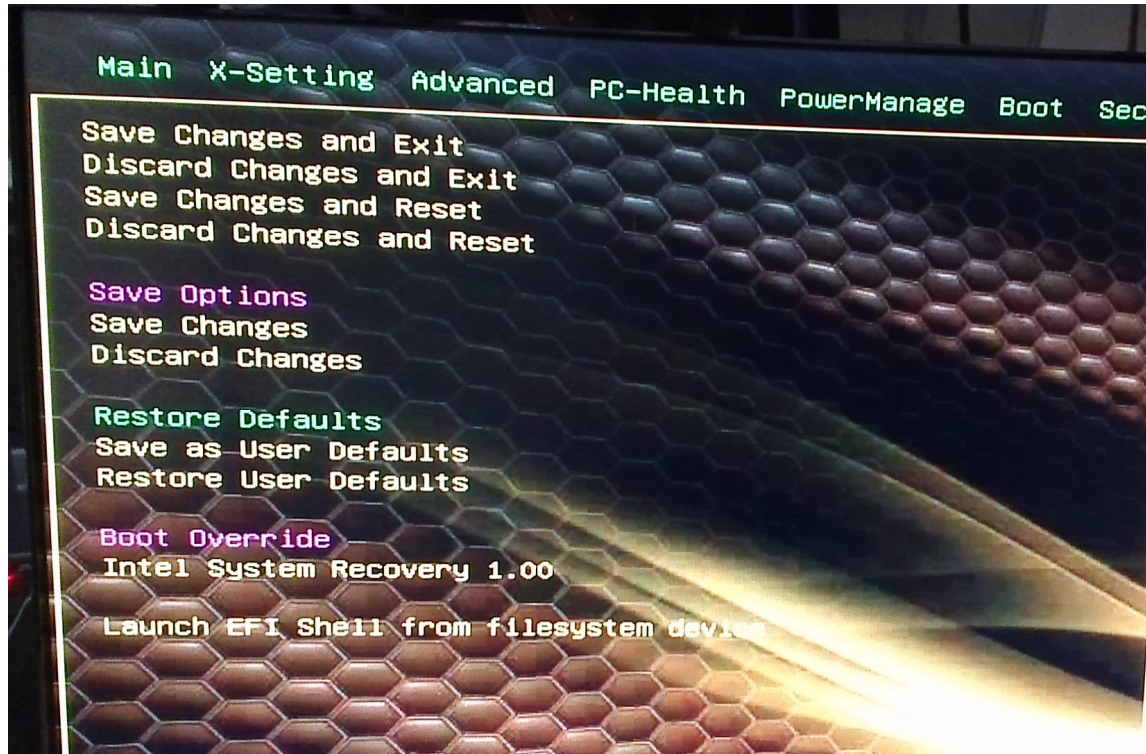 Main X-Setting Advanced PC-Health PowerManage Boot Sec
Save Changes and Exit
Discard Changes and Exit
Save Changes and Reset
Discard Changes and Reset
Save Options
Save Changes
Discard Changes
Restore Defaults
Save as User Defaults
Restore User Defaults
Boot Override
Intel System Recovery 1.00
Launch EFI Shell from filesystem device